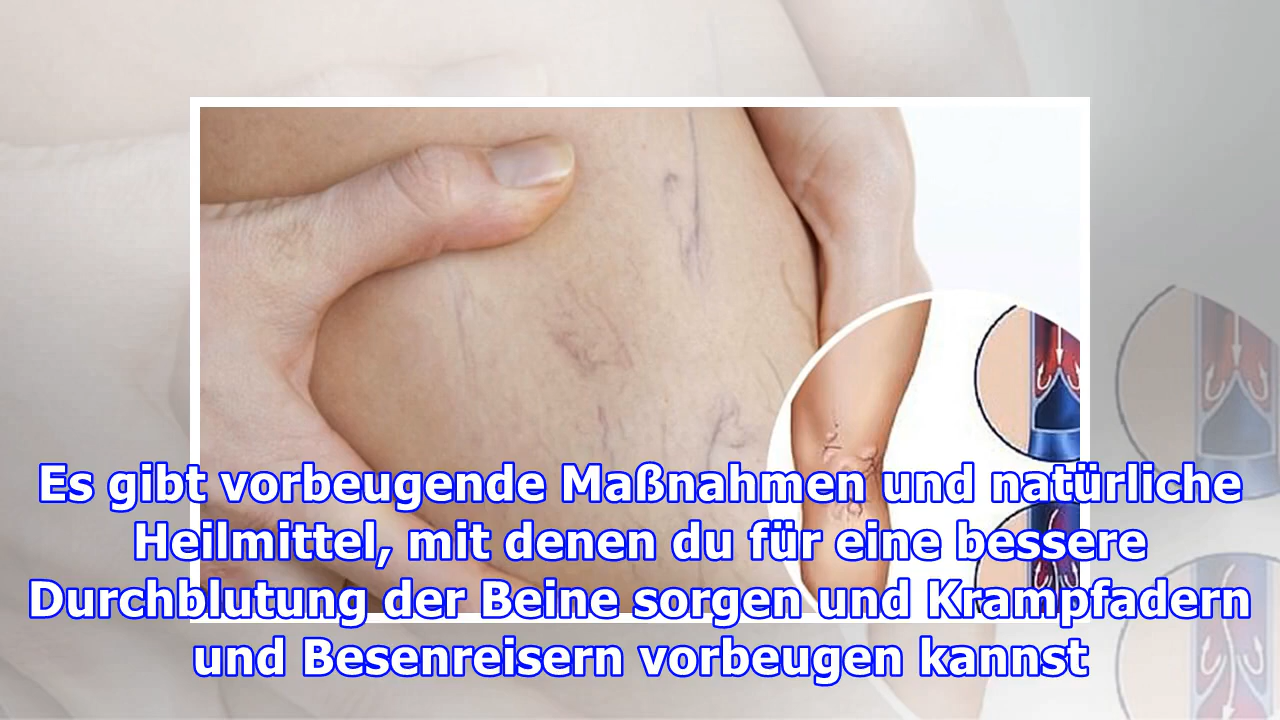 Es gibt vorbeugende Maßnahmen und natürliche
Heilmittel, mit denen du für eine bessere
Durchblutung der Beine sorgen und Krampfadern
und Besenreisern vorbeugen kannst